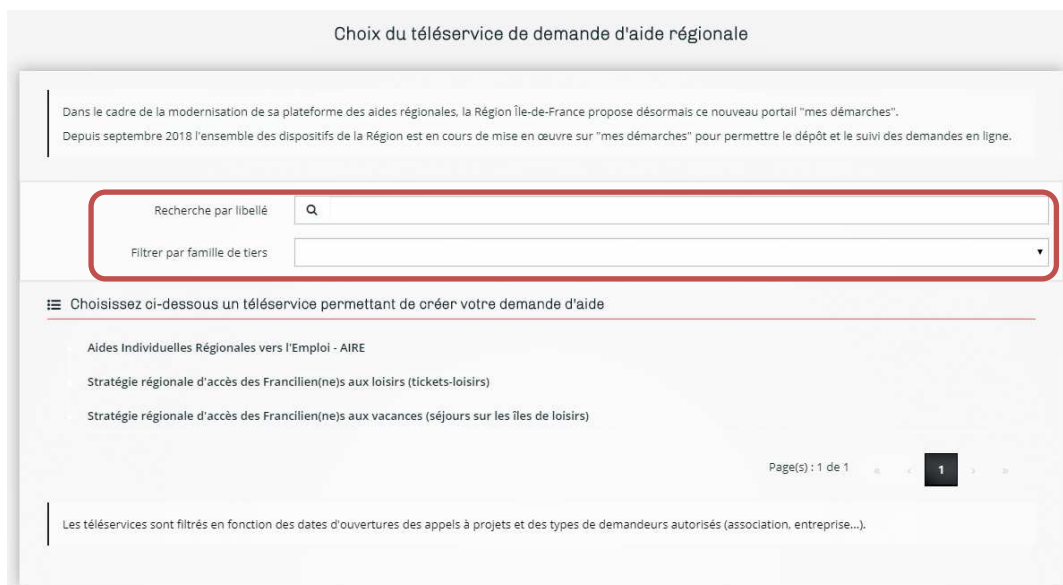 Choix du téléservice de demande d'aide régionale
Dans le cadre de la modernisation de sa plateforme des aides régionales, la Région Île-de-France propose désormais ce nouveau portail "mes démarches".
Depuis septembre 2018 l'ensemble des dispositifs de la Région est en cours de mise en œuvre sur "mes démarches" pour permettre le dépôt et le suivi des demandes en ligne.
Recherche par libellé
Filtrer par famille de tiers
Choisissez ci-dessous un téléservice permettant de créer votre demande d'aide
Aides Individuelles Régionales vers l'Emploi - AIRE
Stratégie régionale d'accès des Francilien(ne)s aux loisirs (tickets-loisirs)
Stratégie régionale d'accès des Francilien(ne)s aux vacances (séjours sur les îles de loisirs)
Page(s) : 1 de 1 « ‹ 1 › »
Les téléservices sont filtrés en fonction des dates d'ouvertures des appels à projets et des types de demandeurs autorisés (association, entreprise...).